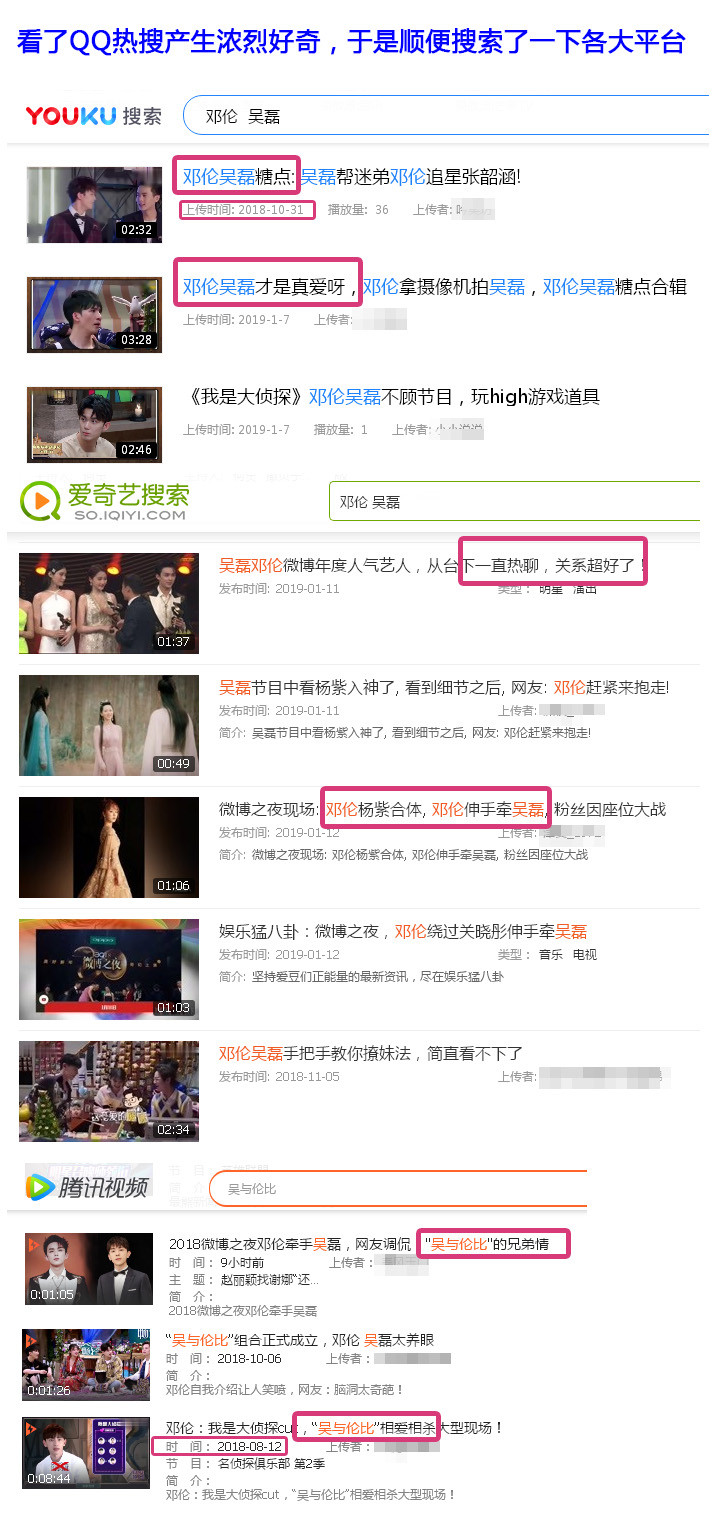 看了QQ热搜产生浓烈好奇，于是顺便搜索了一下各大平台
YOUKU 搜索
邓伦 吴磊
邓伦吴磊糖点: 吴磊帮迷弟邓伦追星张韶涵!
上传时间: 2018-10-31 播放量: 36 上传者:
02:32
邓伦吴磊才是真爱呀，邓伦拿摄像机拍吴磊，邓伦吴磊糖点合辑
上传时间: 2019-1-7 上传者:
03:28
《我是大侦探》邓伦吴磊不顾节目，玩high游戏道具
上传时间: 2019-1-7 播放量: 1 上传者:
02:46
爱奇艺搜索
SO.IQIYI.COM
邓伦 吴磊
吴磊邓伦微博年度人气艺人，从台下一直热聊，关系超好了！
发布时间: 2019-01-11 类型： 明星 演出
01:37
吴磊节目中看杨紫入神了, 看到细节之后, 网友: 邓伦赶紧来抱走!
发布时间: 2019-01-11 上传者:
简介: 吴磊节目中看杨紫入神了, 看到细节之后, 网友: 邓伦赶紧来抱走!
00:49
微博之夜现场: 邓伦杨紫合体, 邓伦伸手牵吴磊, 粉丝因座位大战
发布时间: 2019-01-12 上传者:
简介: 微博之夜现场: 邓伦杨紫合体, 邓伦伸手牵吴磊, 粉丝因座位大战
01:06
娱乐猛八卦：微博之夜，邓伦绕过关晓彤伸手牵吴磊
发布时间: 2019-01-12 类型： 音乐 电视
简介: 坚持爱豆们正能量的最新资讯，尽在娱乐猛八卦
微博之夜
01:03
邓伦吴磊手把手教你撩妹法，简直看不下了
发布时间: 2018-11-05 上传者:
02:34
腾讯视频
吴与伦比
2018微博之夜邓伦牵手吴磊，网友调侃 "吴与伦比"的兄弟情
时 间： 9小时前 上传者：
主 题： 赵丽颖找谢娜“还...
简 介：
2018微博之夜邓伦牵手吴磊
0:01:05
“吴与伦比”组合正式成立，邓伦 吴磊太养眼
时 间： 2018-10-06 上传者：
简 介：
邓伦自我介绍让人笑喷，网友：脑洞太奇葩！
0:01:26
邓伦：我是大侦探cut，“吴与伦比”相爱相杀大型现场！
时 间： 2018-08-12 上传者：
节 目： 名侦探俱乐部 第2季
简 介：
邓伦：我是大侦探cut，“吴与伦比”相爱相杀大型现场！
0:08:44